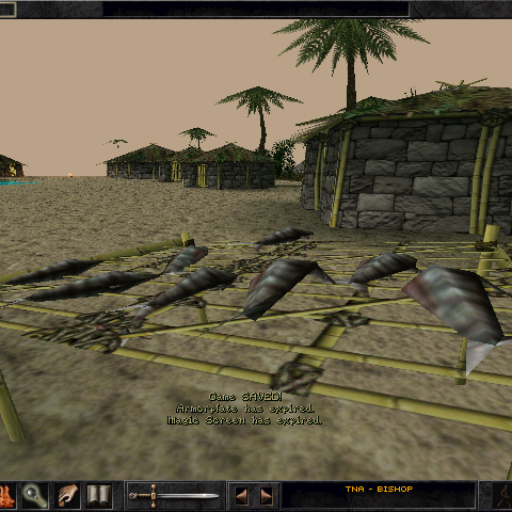 Game SAVED!
Armorplate has expired.
Magic Screen has expired.
TNA - BISHOP